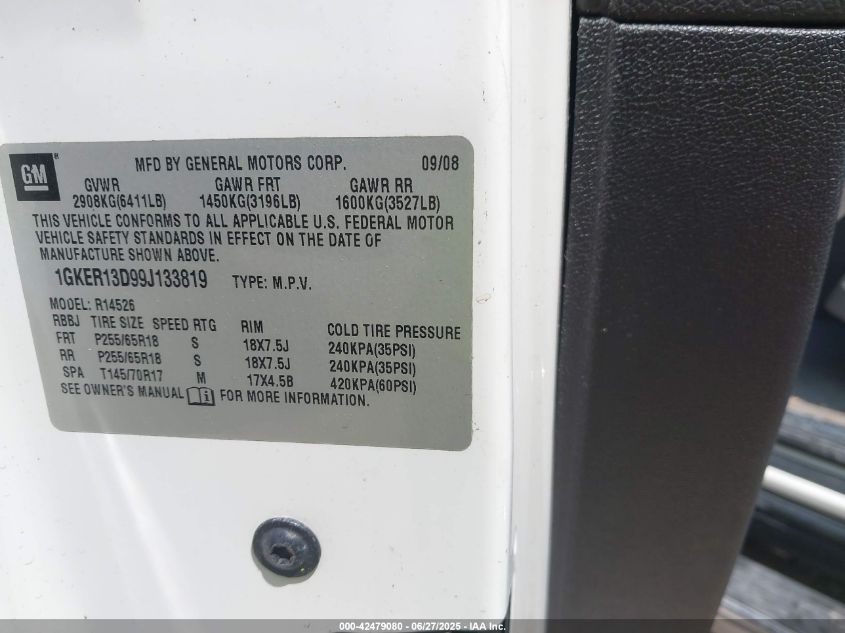 GM
MFD BY GENERAL MOTORS CORP. 09/08
GVWR GAWR FRT GAWR RR
2908KG(6411LB) 1450KG(3196LB) 1600KG(3527LB)
THIS VEHICLE CONFORMS TO ALL APPLICABLE U.S. FEDERAL MOTOR
VEHICLE SAFETY STANDARDS IN EFFECT ON THE DATE OF
MANUFACTURE SHOWN ABOVE.
1GKER13D99J133819 TYPE: M.P.V.
MODEL: R14526
RBBJ TIRE SIZE SPEED RTG RIM COLD TIRE PRESSURE
FRT P255/65R18 S 18X7.5J 240KPA(35PSI)
RR P255/65R18 S 18X7.5J 240KPA(35PSI)
SPA T145/70R17 M 17X4.5B 420KPA(60PSI)
SEE OWNER'S MANUAL i FOR MORE INFORMATION.
000-42479080 - 06/27/2025 - IAA Inc.